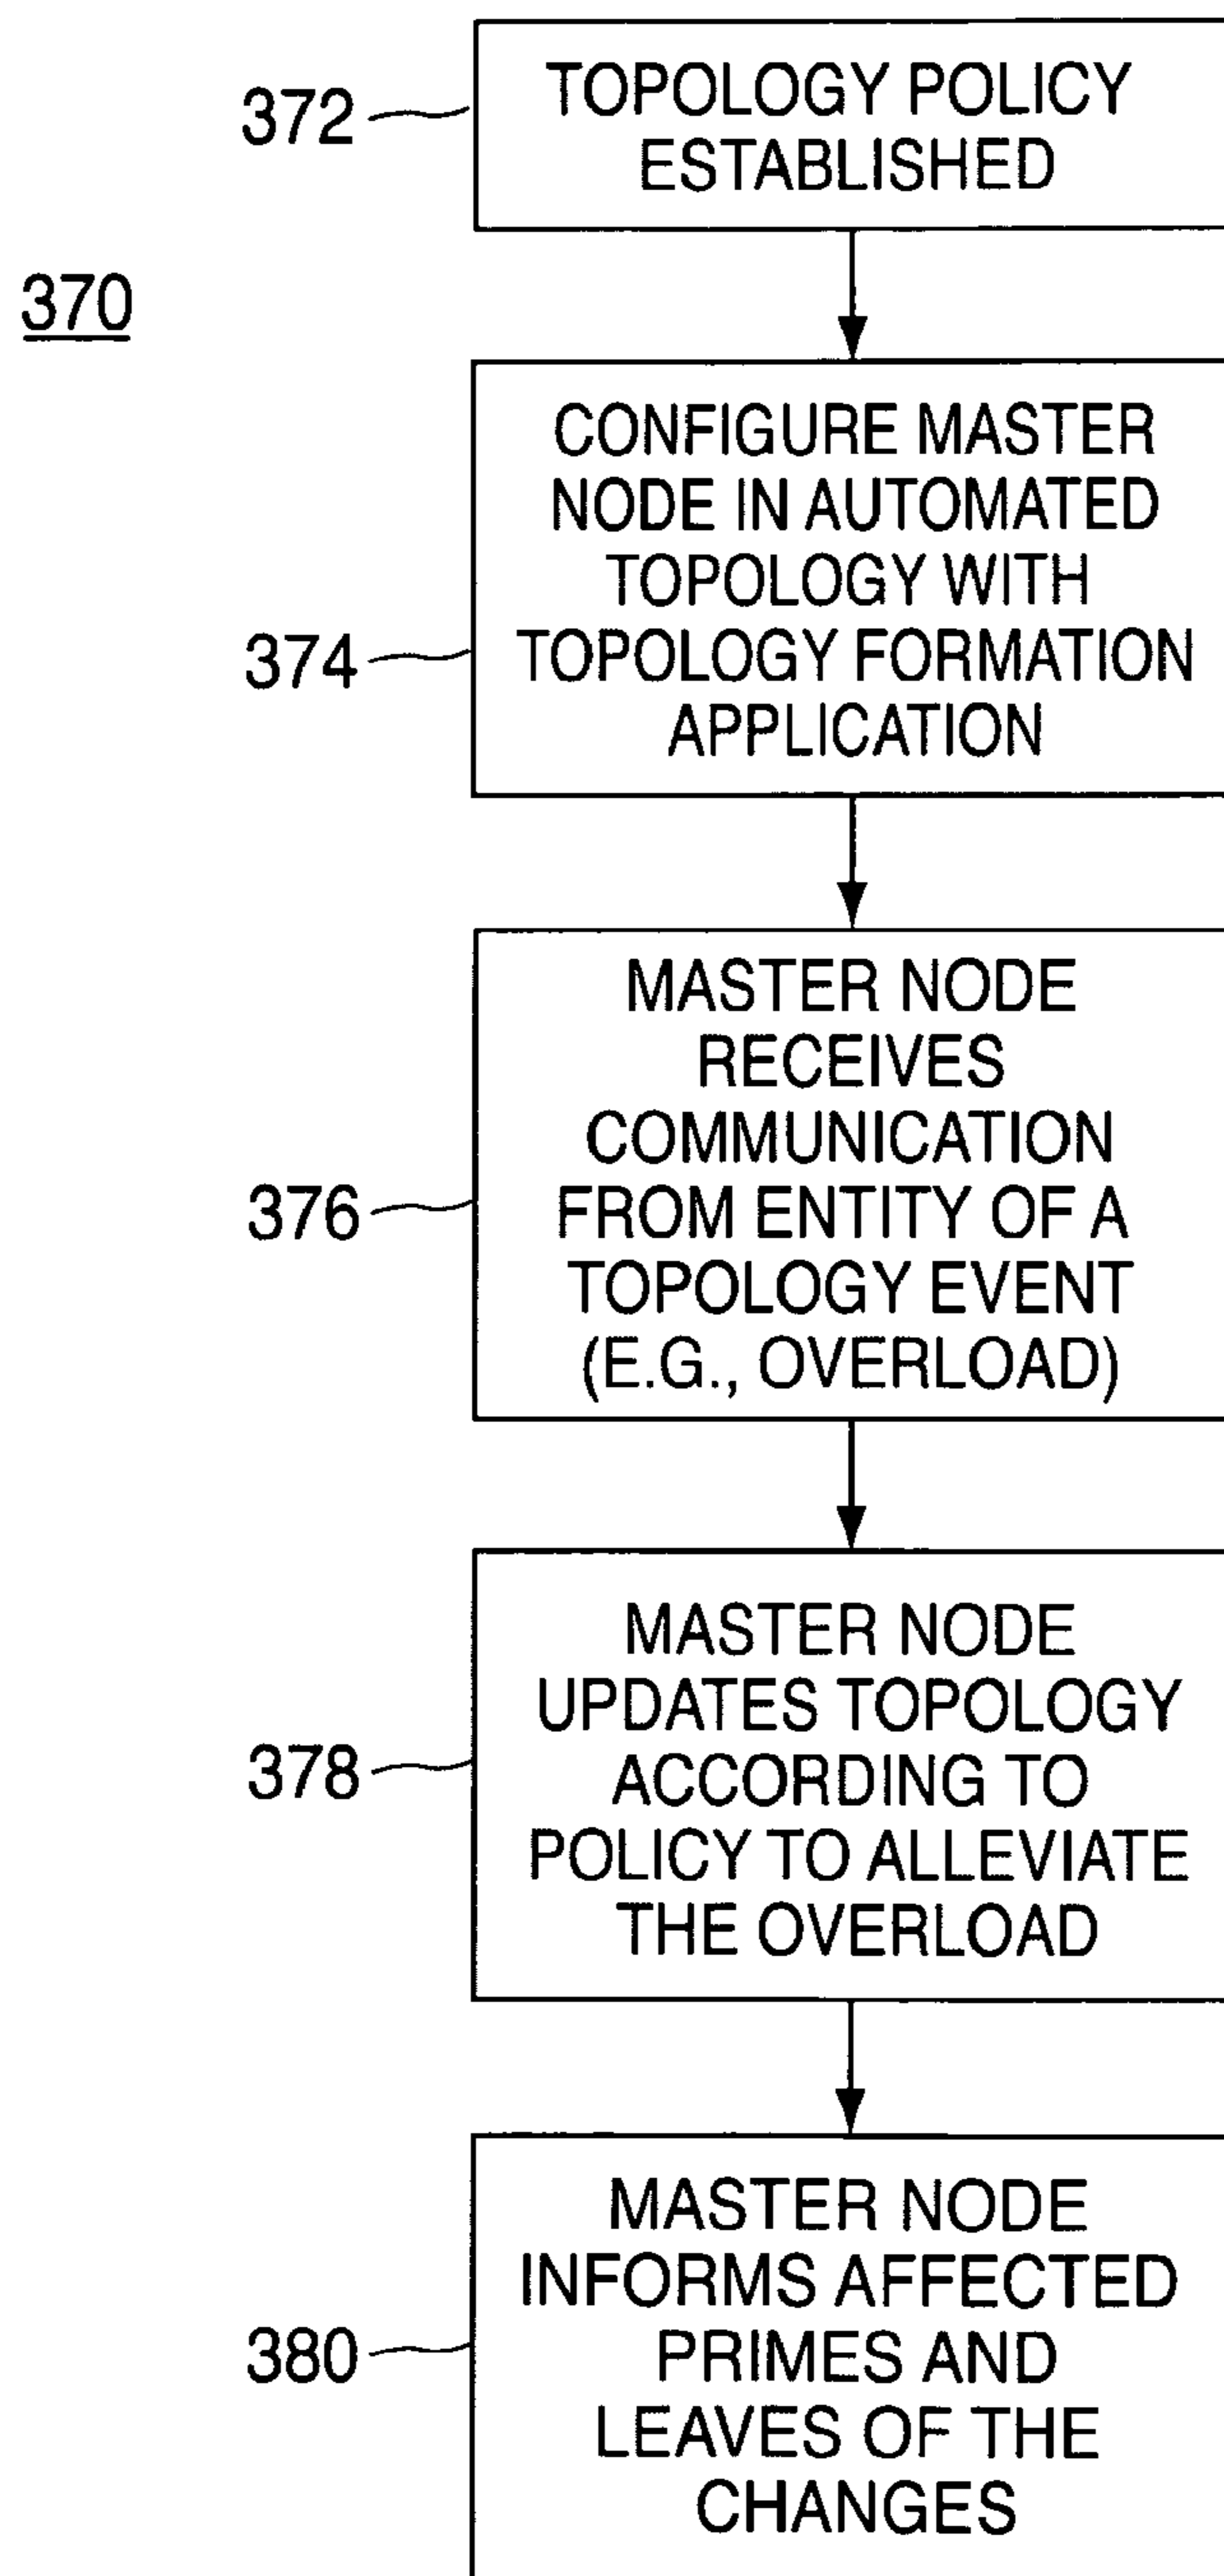 372
TOPOLOGY POLICY
ESTABLISHED
370
CONFIGURE MASTER
NODE IN AUTOMATED
TOPOLOGY WITH
374
TOPOLOGY FORMATION
APPLICATION
MASTER NODE
RECEIVES
COMMUNICATION
376
FROM ENTITY OF A
TOPOLOGY EVENT
(E.G., OVERLOAD)
MASTER NODE
UPDATES TOPOLOGY
378
ACCORDING TO
POLICY TO ALLEVIATE
THE OVERLOAD
MASTER NODE
INFORMS AFFECTED
380
PRIMES AND
LEAVES OF THE
CHANGES